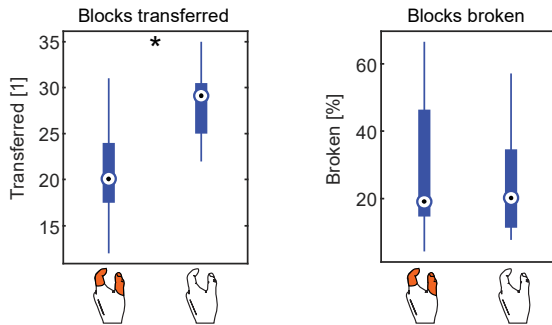 Blocks transferred
*
Transferred [1]
35
30
25
20
15
Blocks broken
Broken [%]
60
40
20